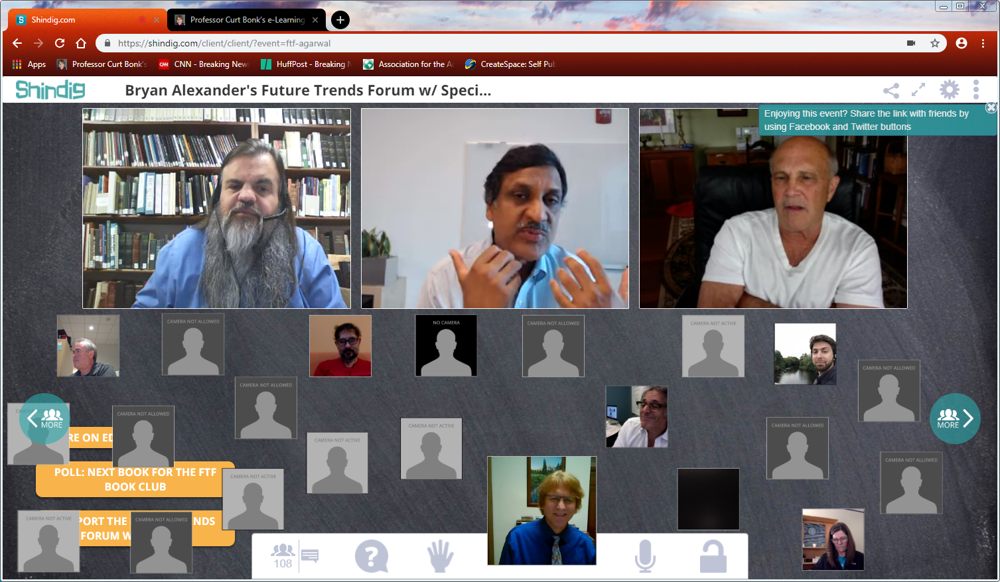 Shindig.com
Professor Curt Bonk's e-Learning
https://shindig.com/client/client/?event=ftf-agarwal
Apps
Professor Curt Bonk's
CNN - Breaking New
HuffPost - Breaking N
Association for the A
CreateSpace: Self Pub
Shindig
Bryan Alexander's Future Trends Forum w/ Speci...
Enjoying this event? Share the link with friends by
using Facebook and Twitter buttons
CAMERA NOT ALLOWED
NO CAMERA
CAMERA NOT ALLOWED
CAMERA NOT ACTIVE
CAMERA NOT ALLOWED
CAMERA NOT ALLOWED
CAMERA NOT ALLOWED
CAMERA NOT ACTIVE
CAMERA NOT ACTIVE
CAMERA NOT ALLOWED
MORE
MORE
RE ON ED
CAMERA NOT ALLOWED
POLL: NEXT BOOK FOR THE FTF
BOOK CLUB
CAMERA NOT ACTIVE
CAMERA NOT ACTIVE
CAMERA NOT ALLOWED
PORT THE
ENDS
FORUM W
108